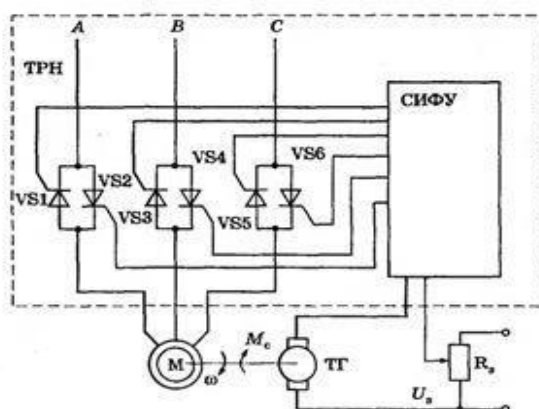 A B C
ТРН
СИФУ
VS4 VS6
VS2
VS1 VS3 VS5
Mc
М ТГ Rз
ω Uз